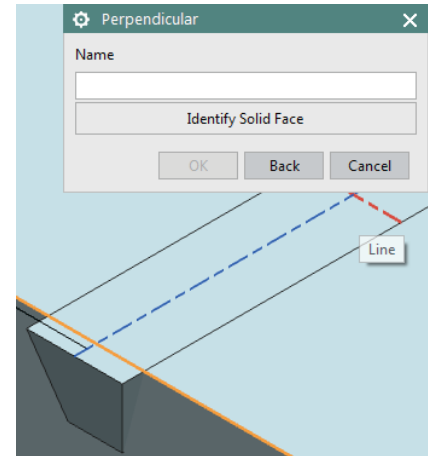 Perpendicular
Name
Identify Solid Face
OK Back Cancel
Line